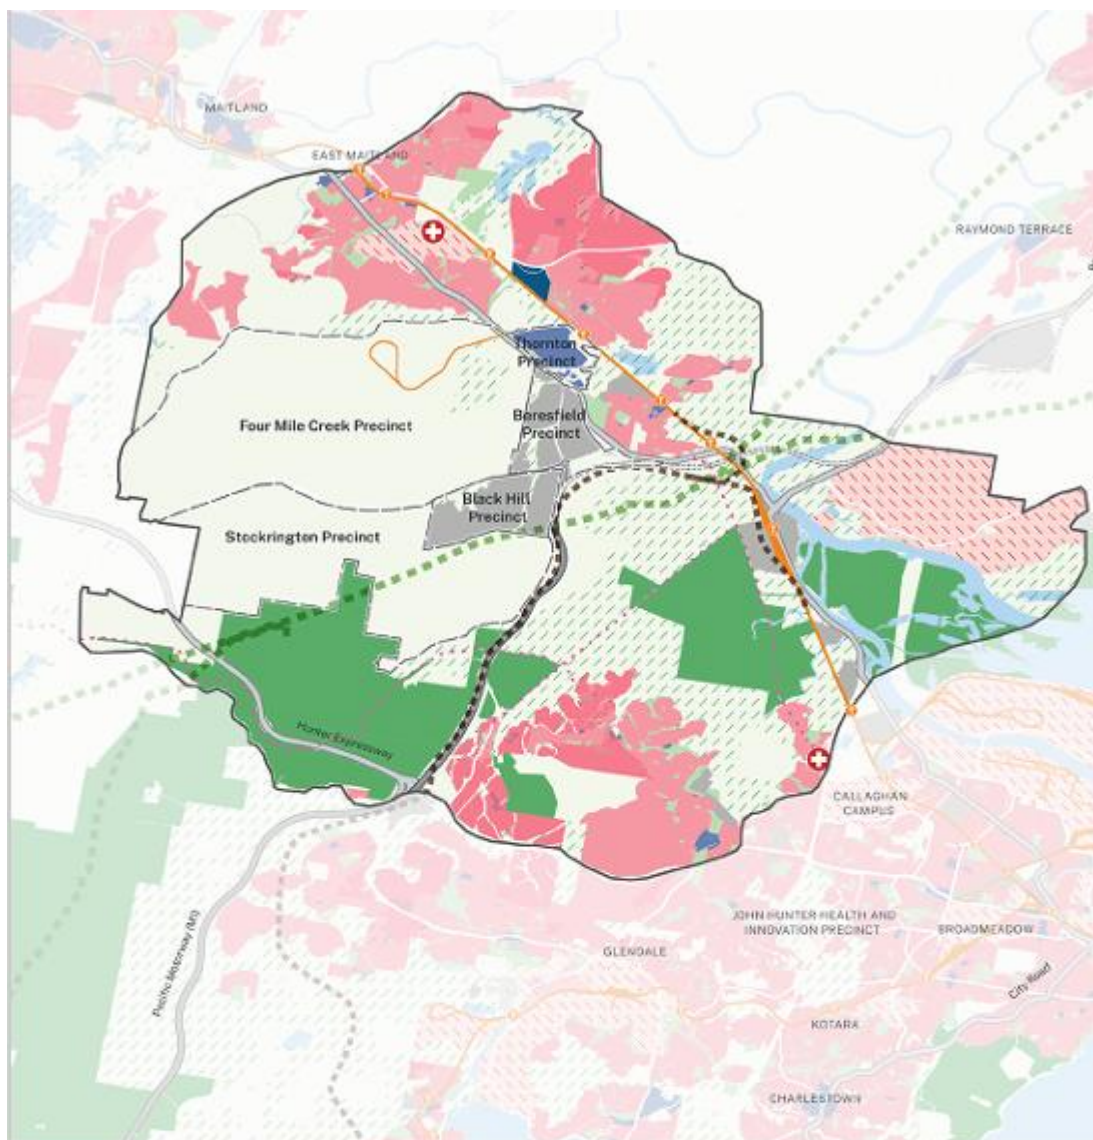 MAITLAND
EAST MAITLAND
RAYMOND TERRACE
Thornton
Precinct
Four Mile Creek Precinct
Beresfield
Precinct
Black Hill
Precinct
Stockrington Precinct
Hunter Expressway
CALLAGHAN
CAMPUS
Pacific Motorway (M1)
JOHN HUNTER HEALTH AND
INNOVATION PRECINCT
BROADMEADOW
GLENDALE
City Road
KOTARA
CHARLESTOWN